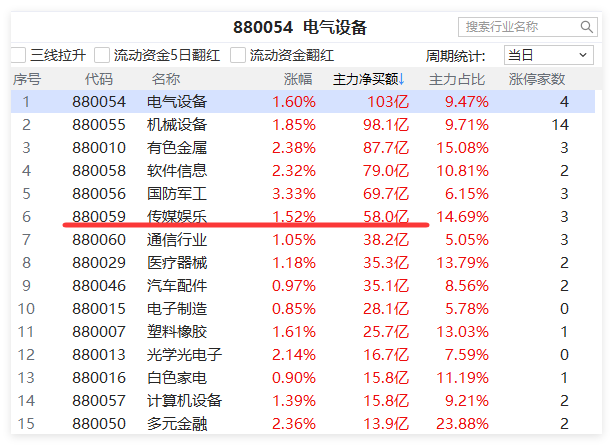 880054 电气设备
搜索行业名称
三线拉升 流动资金5日翻红 流动资金翻红 周期统计: 当日
序号 代码 名称 涨幅 主力净买额↓ 主力占比 涨停家数
1 880054 电气设备 1.60% 103亿 9.47% 4
2 880055 机械设备 1.85% 98.1亿 9.71% 14
3 880010 有色金属 2.38% 87.7亿 15.08% 3
4 880058 软件信息 2.32% 79.0亿 10.81% 2
5 880056 国防军工 3.33% 69.7亿 6.15% 3
6 880059 传媒娱乐 1.52% 58.0亿 14.69% 3
7 880060 通信行业 1.05% 38.2亿 5.05% 3
8 880029 医疗器械 1.18% 35.3亿 13.79% 2
9 880046 汽车配件 0.97% 35.1亿 8.56% 2
10 880015 电子制造 0.85% 28.1亿 5.78% 0
11 880007 塑料橡胶 1.61% 25.7亿 13.03% 1
12 880013 光学光电子 2.14% 16.7亿 7.59% 0
13 880016 白色家电 0.90% 15.8亿 11.19% 1
14 880057 计算机设备 1.39% 15.8亿 9.21% 2
15 880050 多元金融 2.36% 13.9亿 23.88% 2